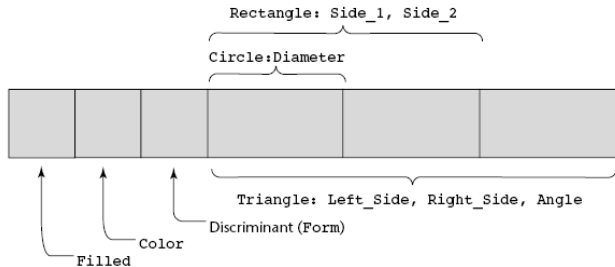 Rectangle: Side_1, Side_2
Circle:Diameter
Triangle: Left_Side, Right_Side, Angle
Discriminant (Form)
Color
Filled